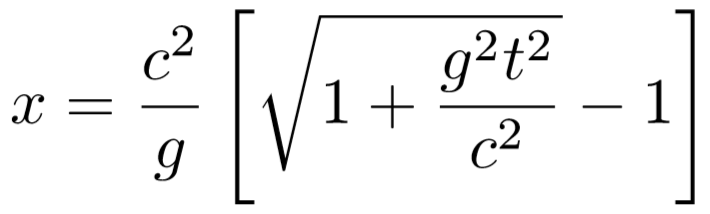 x = \frac{c^2}{g} \left[ \sqrt{1 + \frac{g^2 t^2}{c^2}} - 1 \right]